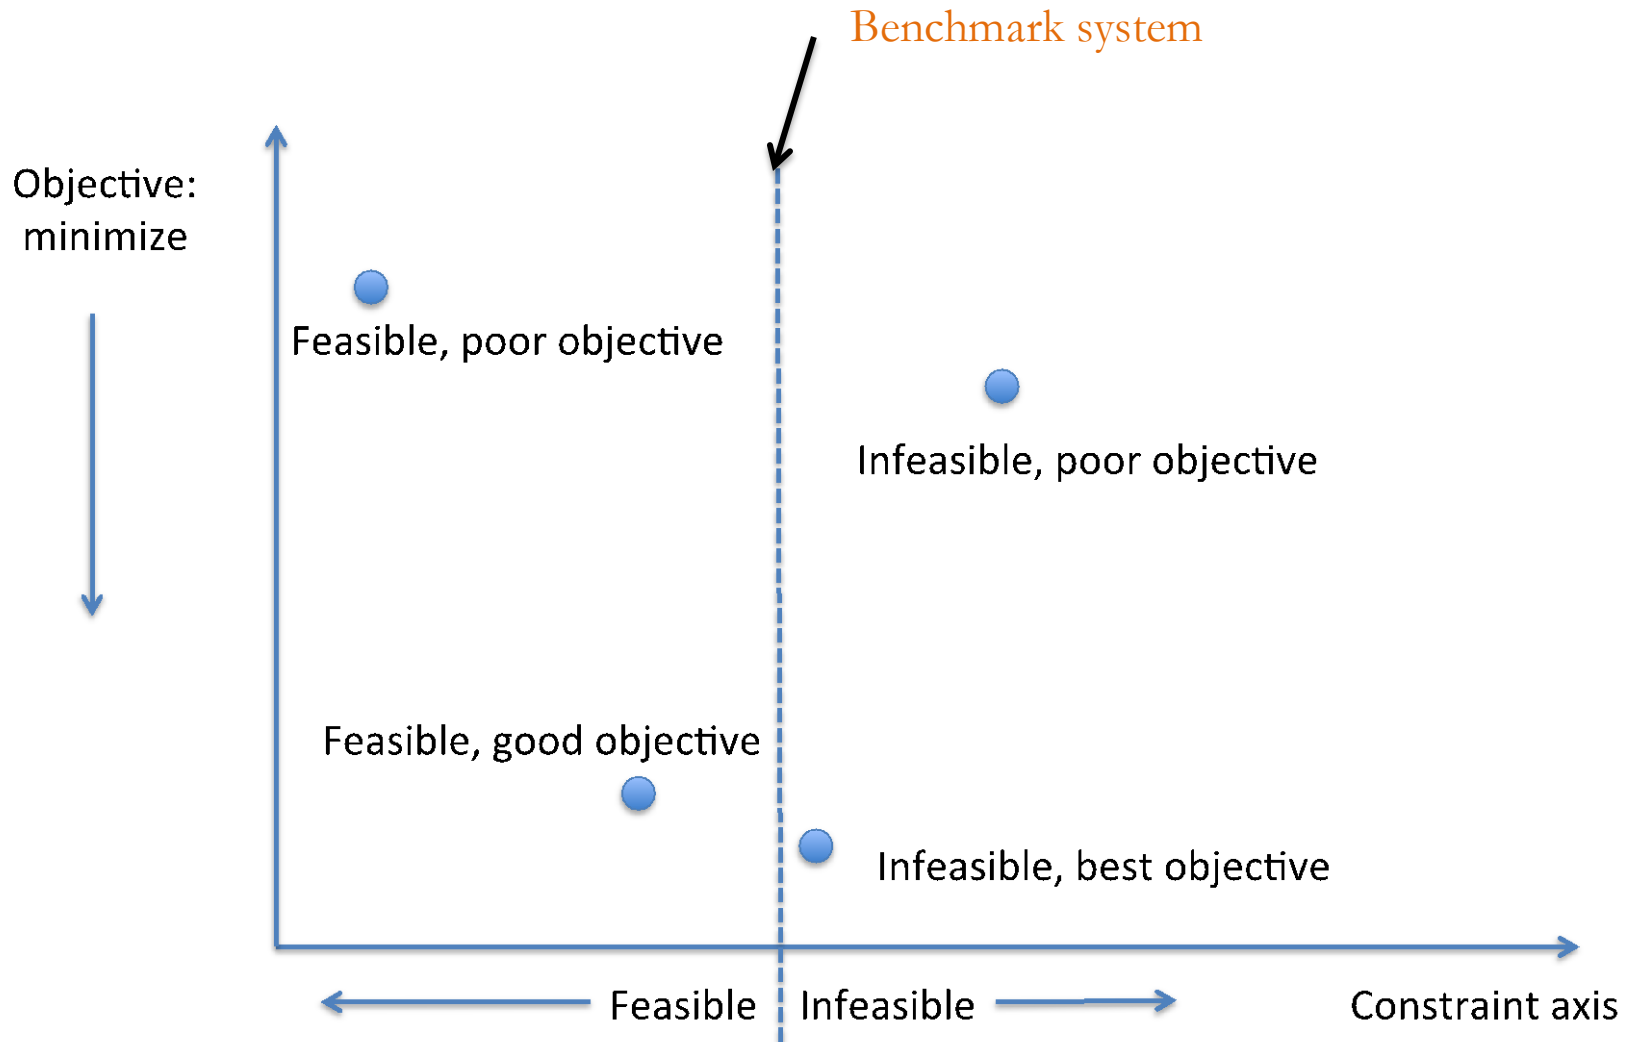 Benchmark system
Objective:
minimize
Feasible, poor objective
Infeasible, poor objective
Feasible, good objective
Infeasible, best objective
Feasible
Infeasible
Constraint axis